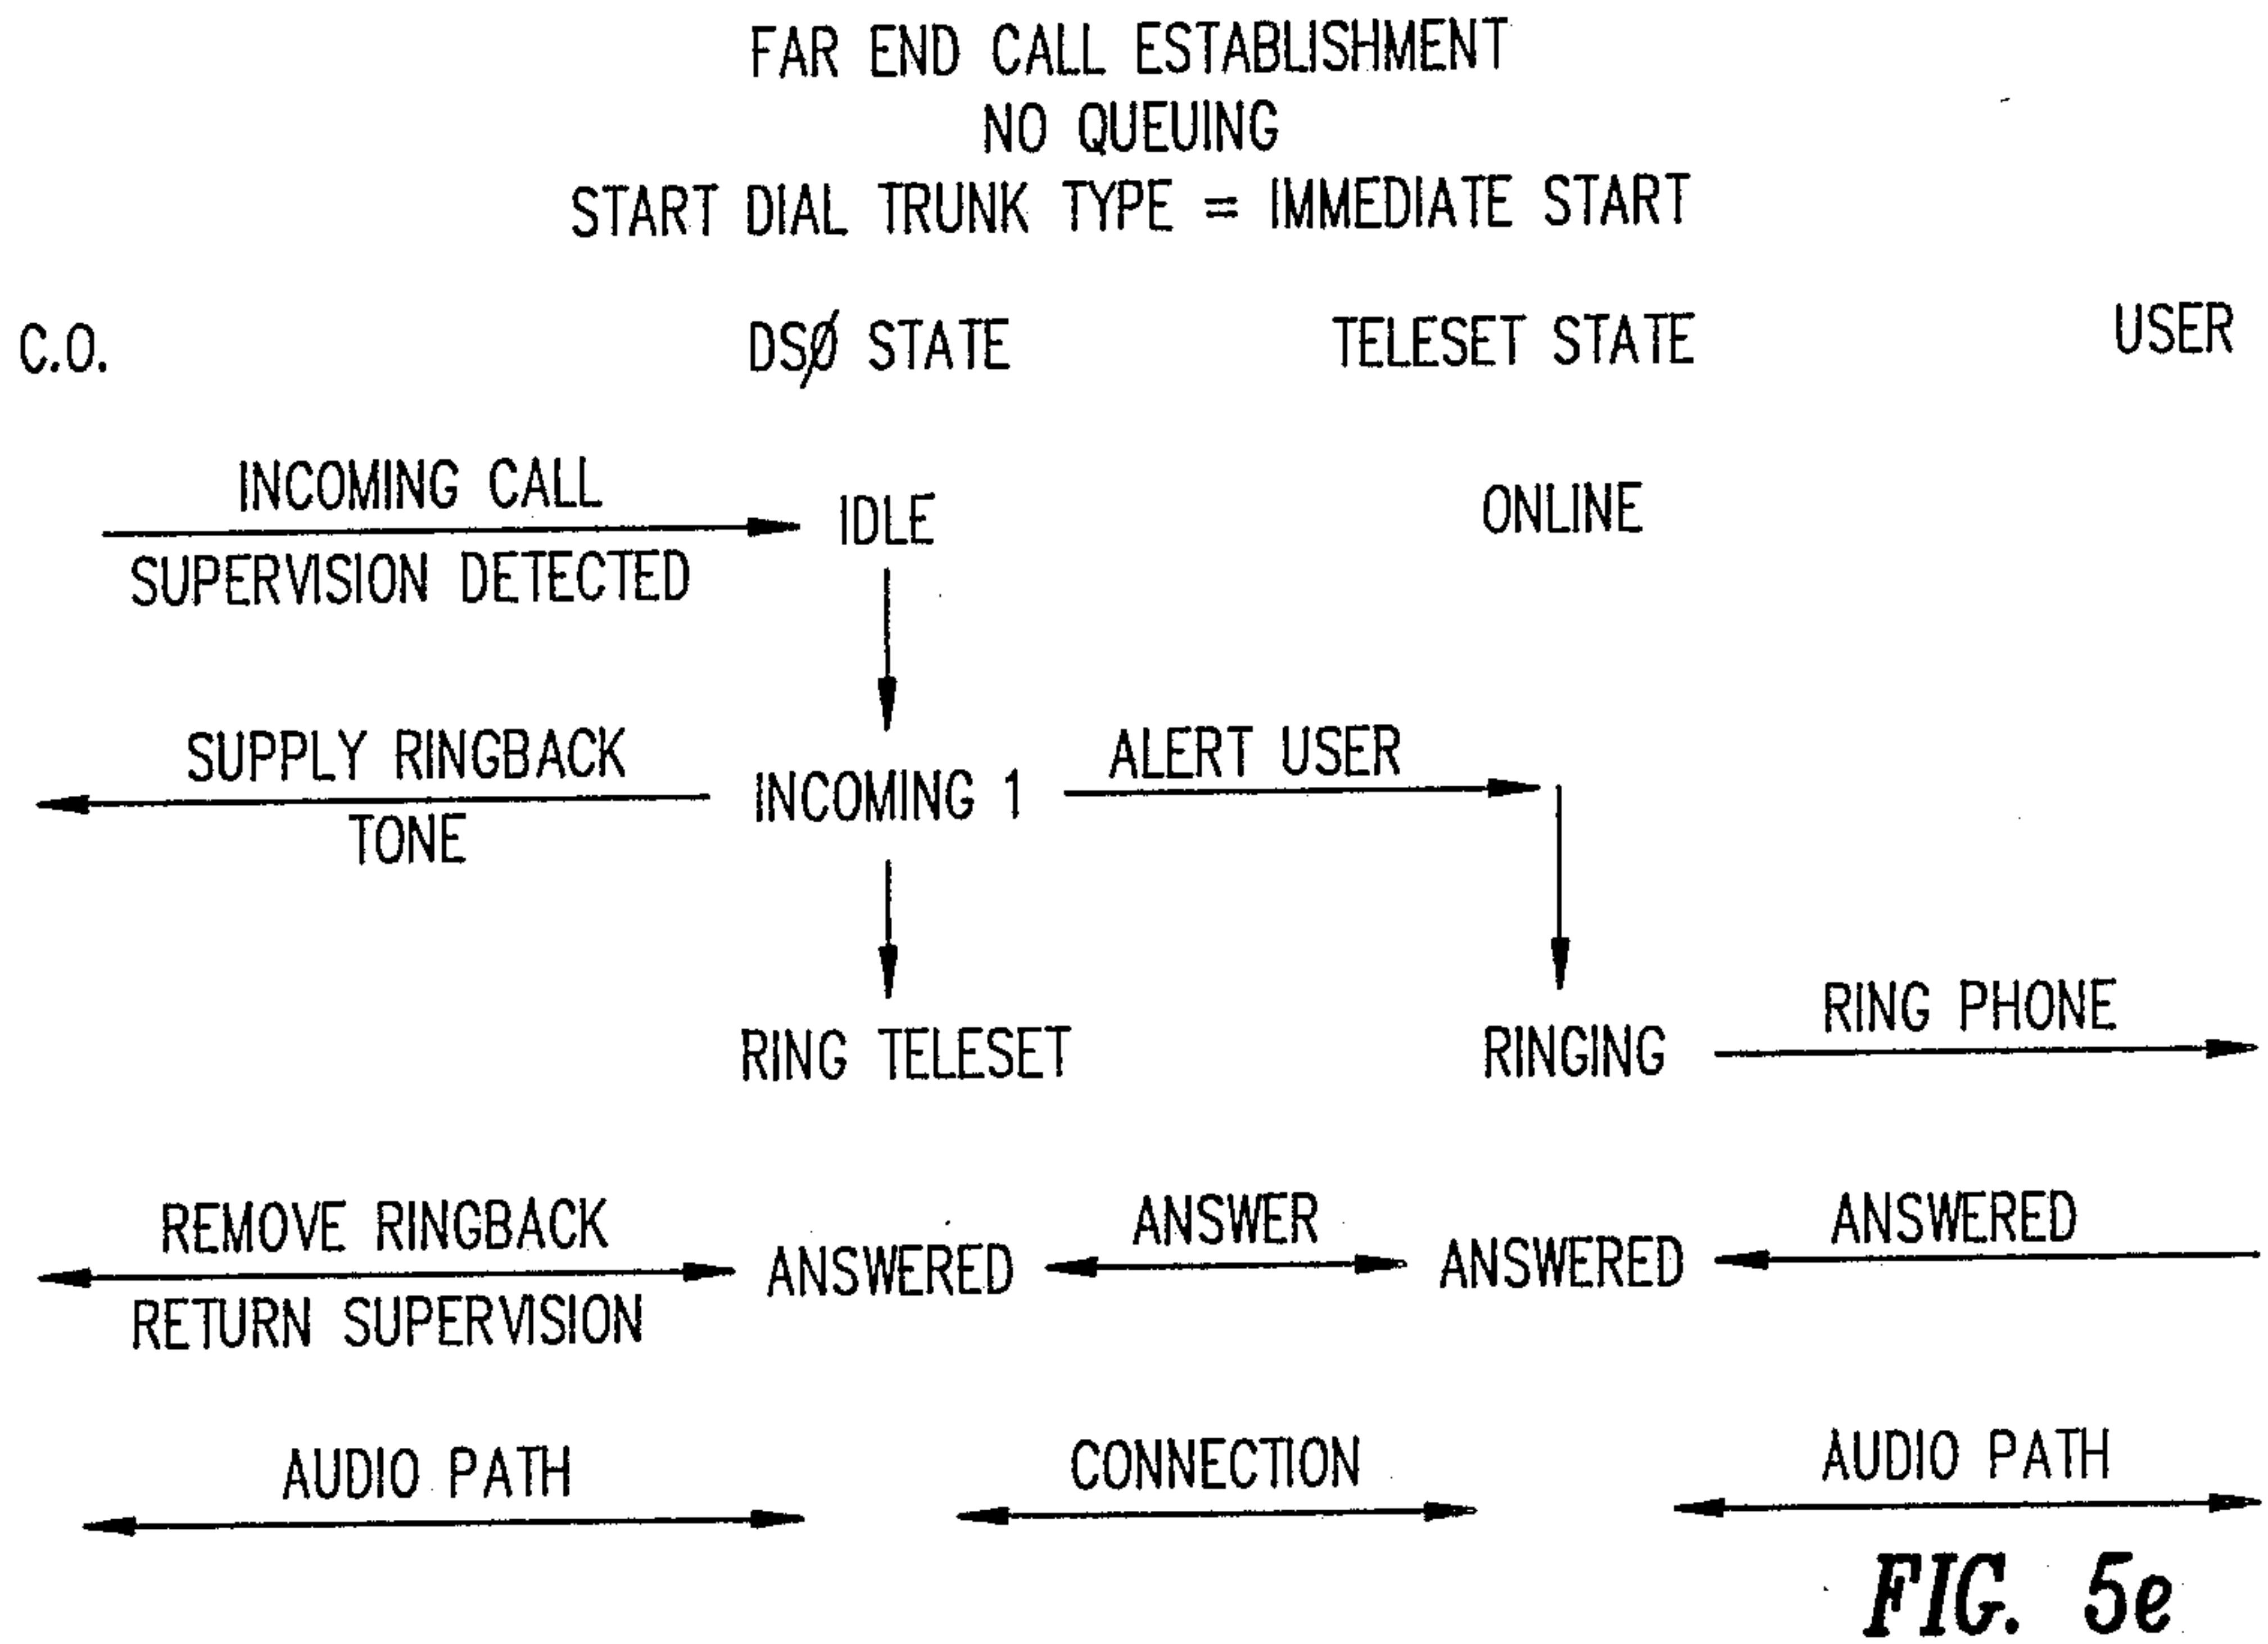 FAR END CALL ESTABLISHMENT
NO QUEUING
START DIAL TRUNK TYPE = IMMEDIATE START
C.O.
DSØ STATE
TELESET STATE
USER
INCOMING CALL
SUPERVISION DETECTED
IDLE
ONLINE
SUPPLY RINGBACK
TONE
INCOMING 1
ALERT USER
RING TELESET
RINGING
RING PHONE
REMOVE RINGBACK
RETURN SUPERVISION
ANSWERED
ANSWER
ANSWERED
ANSWERED
AUDIO PATH
CONNECTION
AUDIO PATH
FIG. 5e